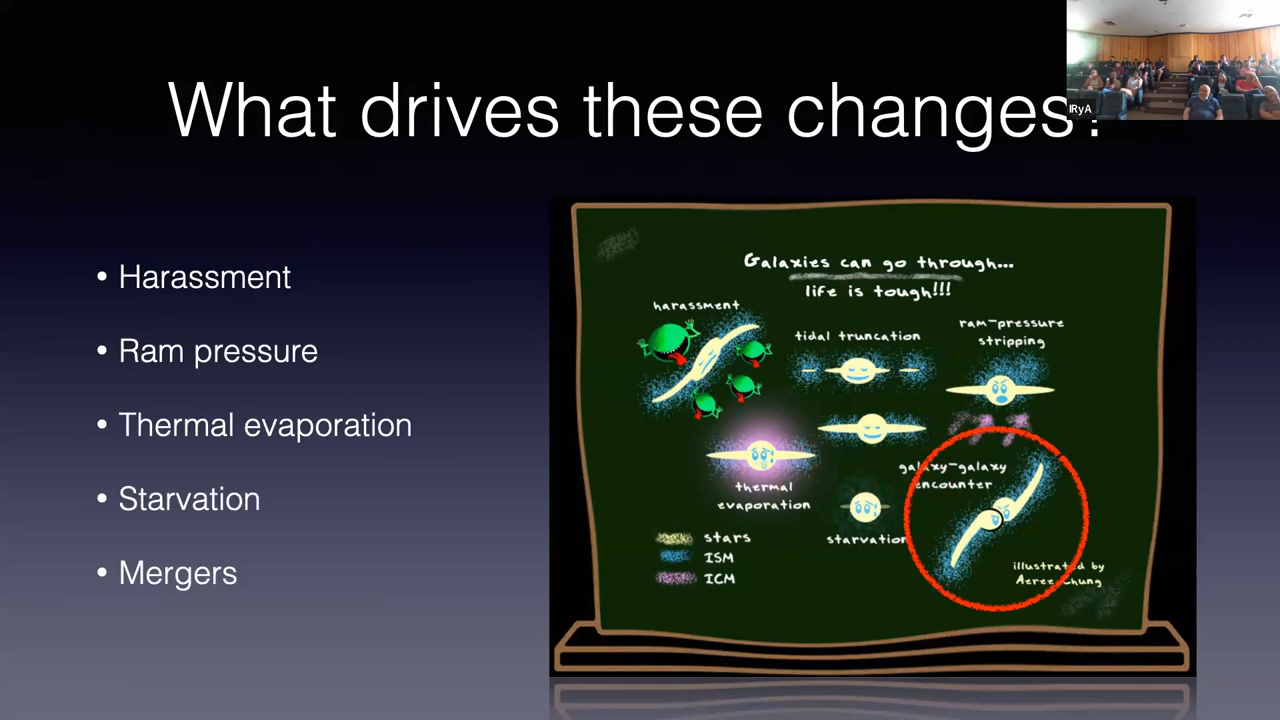 What drives these changes?
IRyA
• Harassment
• Ram pressure
• Thermal evaporation
• Starvation
• Mergers
Galaxies can go through...
life is tough!!!
harassment
tidal truncation
ram-pressure
stripping
thermal
evaporation
galaxy-galaxy
encounter
starvation
stars
ISM
ICM
illustrated by
Aeree Chung